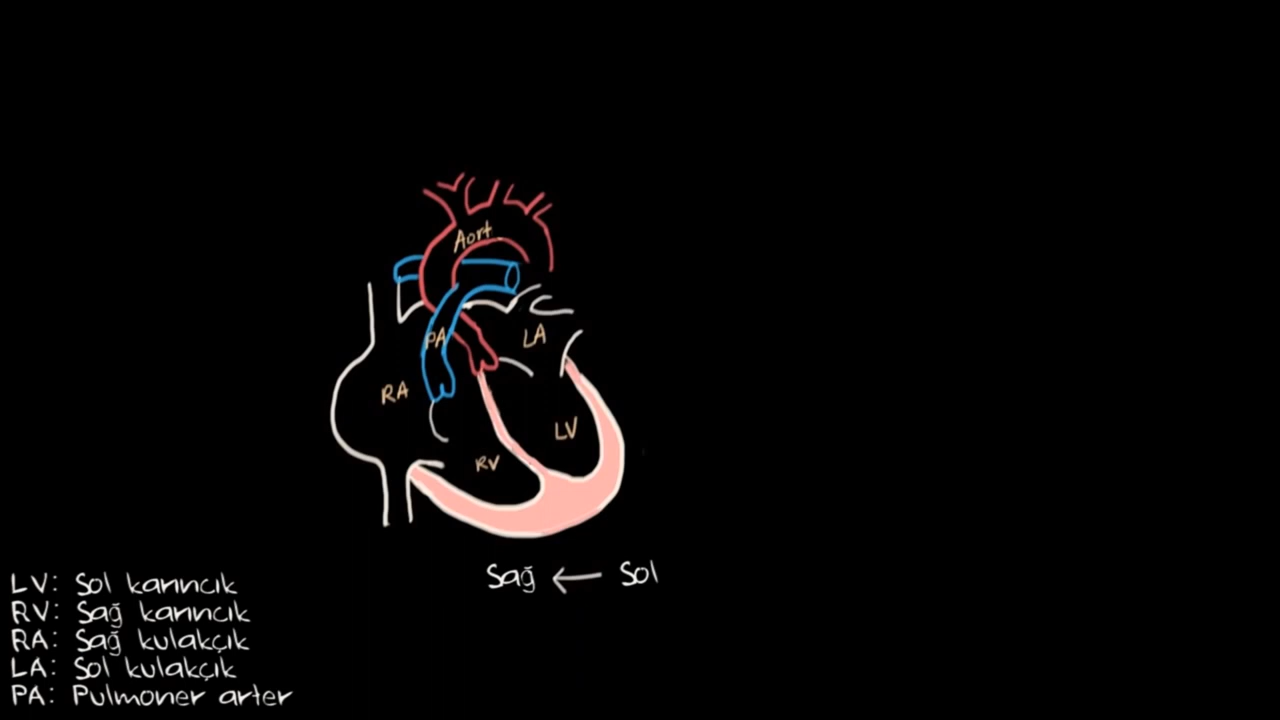 Aort
PA
LA
RA
LV
RV
Sağ ← Sol
LV: Sol karıncık
RV: Sağ karıncık
RA: Sağ kulakçık
LA: Sol kulakçık
PA: Pulmoner arter